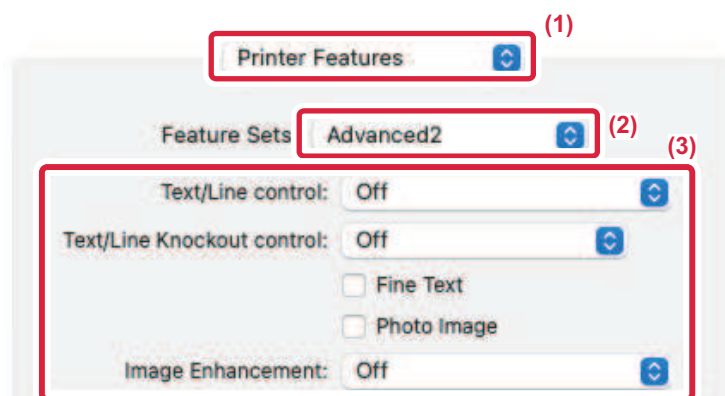 (1)
Printer Features
Feature Sets Advanced2 (2)
(3)
Text/Line control: Off
Text/Line Knockout control: Off
Fine Text
Photo Image
Image Enhancement: Off